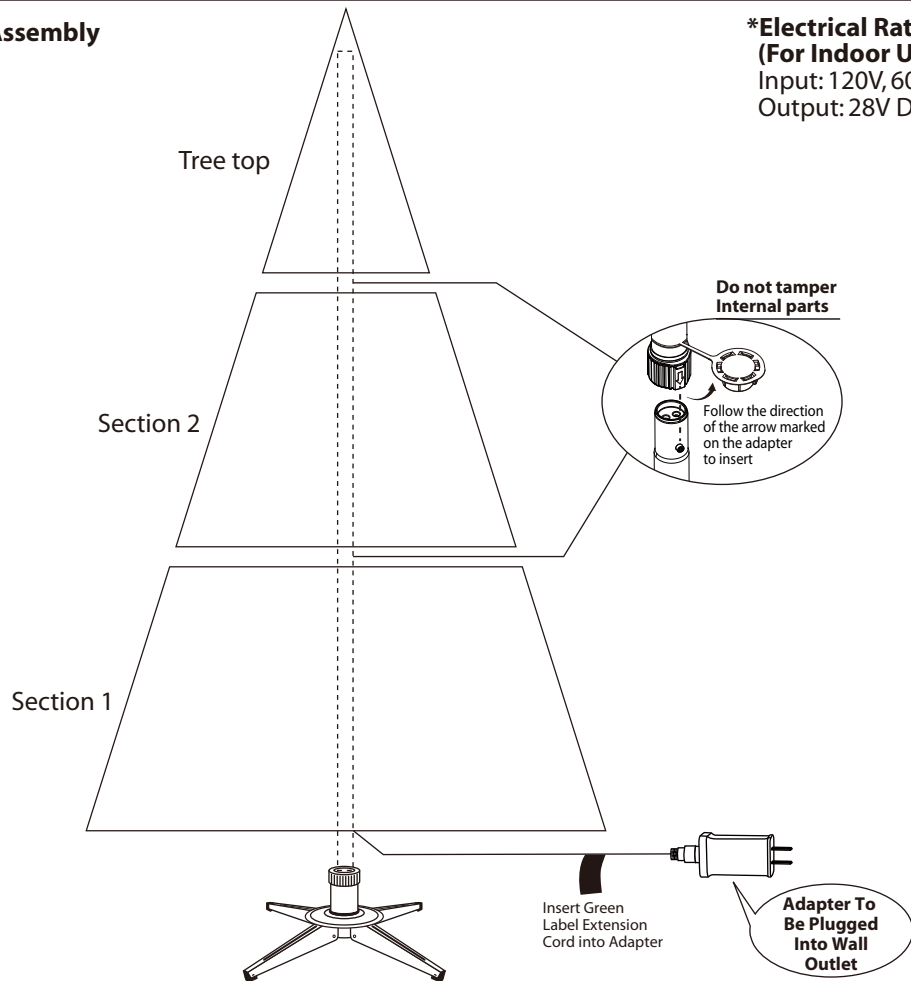 Assembly
*Electrical Rat
(For Indoor U
Input: 120V, 60
Output: 28V D
Tree top
Do not tamper
Internal parts
Follow the direction
of the arrow marked
on the adapter
to insert
Section 2
Section 1
Insert Green
Label Extension
Cord into Adapter
Adapter To
Be Plugged
Into Wall
Outlet